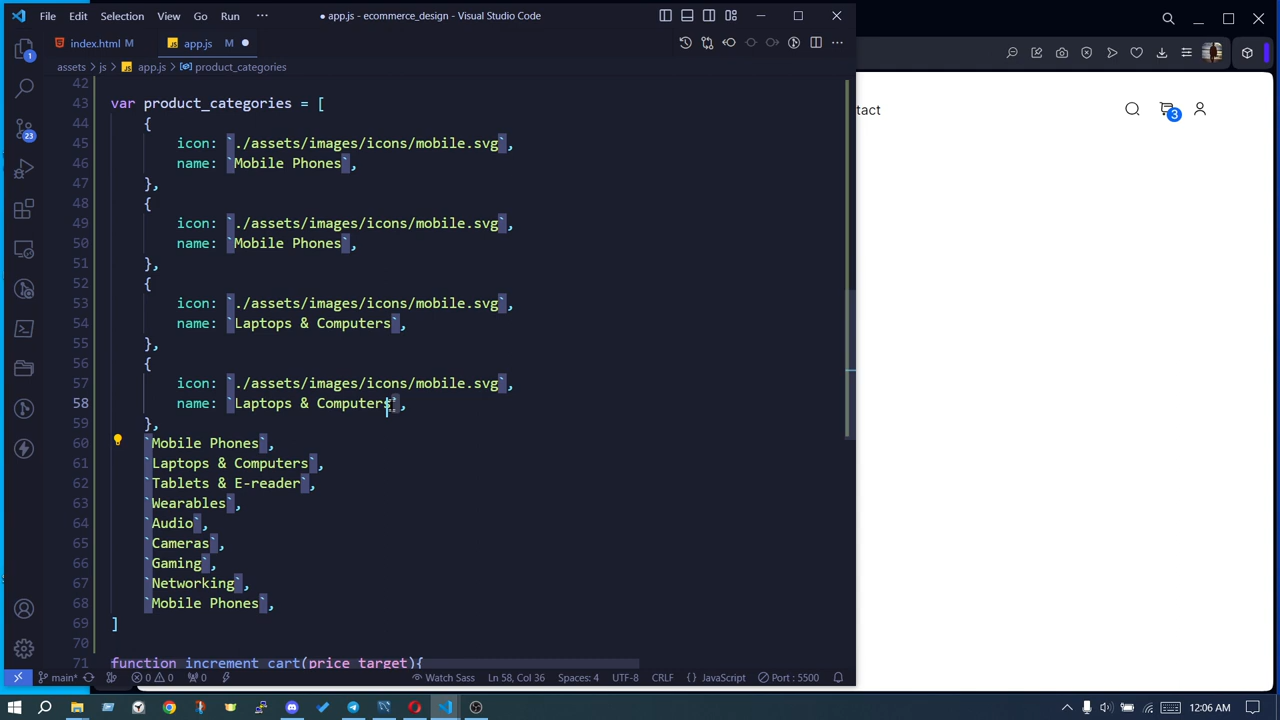 File Edit Selection View Go Run ··· ● app.js - ecommerce_design - Visual Studio Code
index.html M app.js M ●
assets > js > app.js > product_categories
42
43 var product_categories = [
44 {
45 icon: `./assets/images/icons/mobile.svg`,
46 name: `Mobile Phones`,
47 },
48 {
49 icon: `./assets/images/icons/mobile.svg`,
50 name: `Mobile Phones`,
51 },
52 {
53 icon: `./assets/images/icons/mobile.svg`,
54 name: `Laptops & Computers`,
55 },
56 {
57 icon: `./assets/images/icons/mobile.svg`,
58 name: `Laptops & Computers`,
59 },
60 `Mobile Phones`,
61 `Laptops & Computers`,
62 `Tablets & E-reader`,
63 `Wearables`,
64 `Audio`,
65 `Cameras`,
66 `Gaming`,
67 `Networking`,
68 `Mobile Phones`,
69 ]
70
71 function increment_cart(price_target){
1
23
main* 0 0 0 Watch Sass Ln 58, Col 36 Spaces: 4 UTF-8 CRLF {} JavaScript Port : 5500
tact
3
12:06 AM